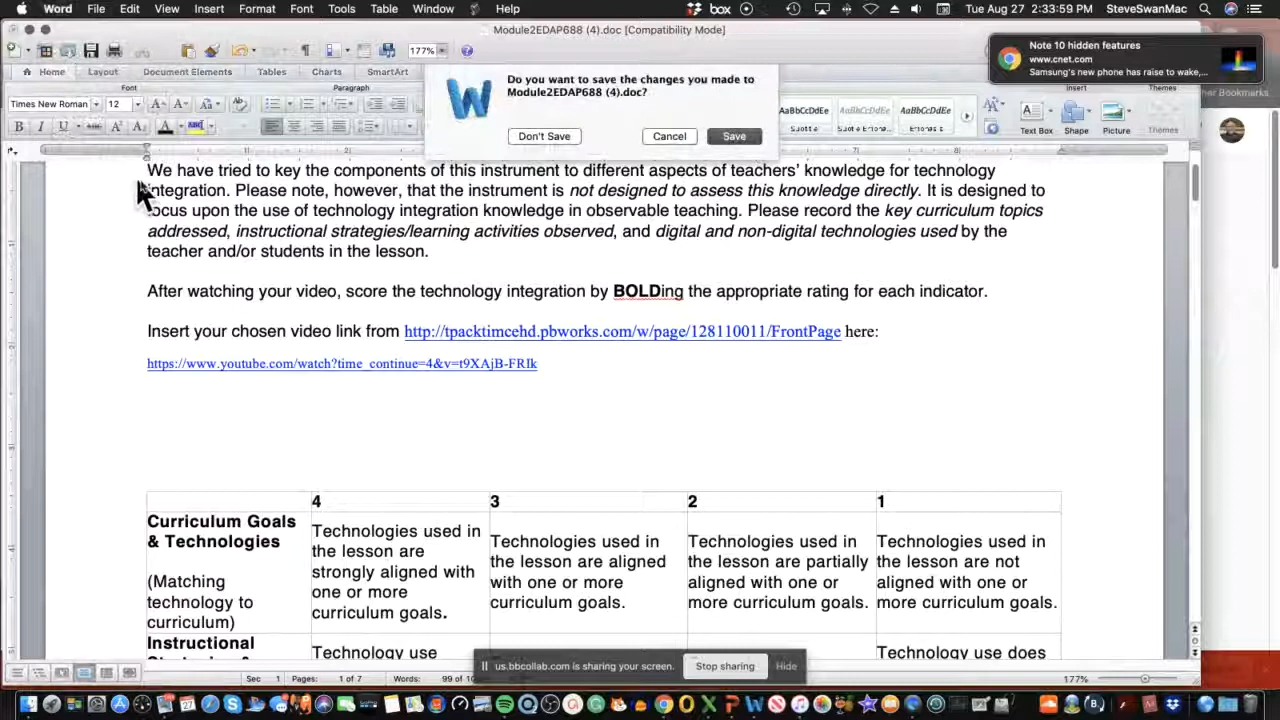 Word File Edit View Insert Format Font Tools Table Window Help box Tue Aug 27 2:33:59 PM SteveSwanMac
Module2EDAP688 (4).doc [Compatibility Mode]
Note 10 hidden features
www.cnet.com
Samsung's new phone has raise to wake,...
177%
Home Layout Document Elements Tables Charts SmartArt
Font Paragraph Insert Themes
Times New Roman 12
AaBbCcDdEe AaBbCcDdEe AaBbCcDdEe
Text Box Shape Picture Themes
Do you want to save the changes you made to
Module2EDAP688 (4).doc?
Don't Save Cancel Save
We have tried to key the components of this instrument to different aspects of teachers' knowledge for technology
integration. Please note, however, that the instrument is not designed to assess this knowledge directly. It is designed to
focus upon the use of technology integration knowledge in observable teaching. Please record the key curriculum topics
addressed, instructional strategies/learning activities observed, and digital and non-digital technologies used by the
teacher and/or students in the lesson.
After watching your video, score the technology integration by BOLDing the appropriate rating for each indicator.
Insert your chosen video link from http://tpacktimcehd.pbworks.com/w/page/128110011/FrontPage here:
https://www.youtube.com/watch?time_continue=4&v=t9XAjB-FRIk
4 3 2 1
Curriculum Goals
& Technologies
(Matching
technology to
curriculum)
Technologies used in
the lesson are
strongly aligned with
one or more
curriculum goals.
Technologies used in
the lesson are aligned
with one or more
curriculum goals.
Technologies used in
the lesson are partially
aligned with one or
more curriculum goals.
Technologies used in
the lesson are not
aligned with one or
more curriculum goals.
Instructional
Technology use
Technology use does
us.bbcollab.com is sharing your screen. Stop sharing Hide
Sec 1 Pages: 1 of 7 Words: 99 of 177%